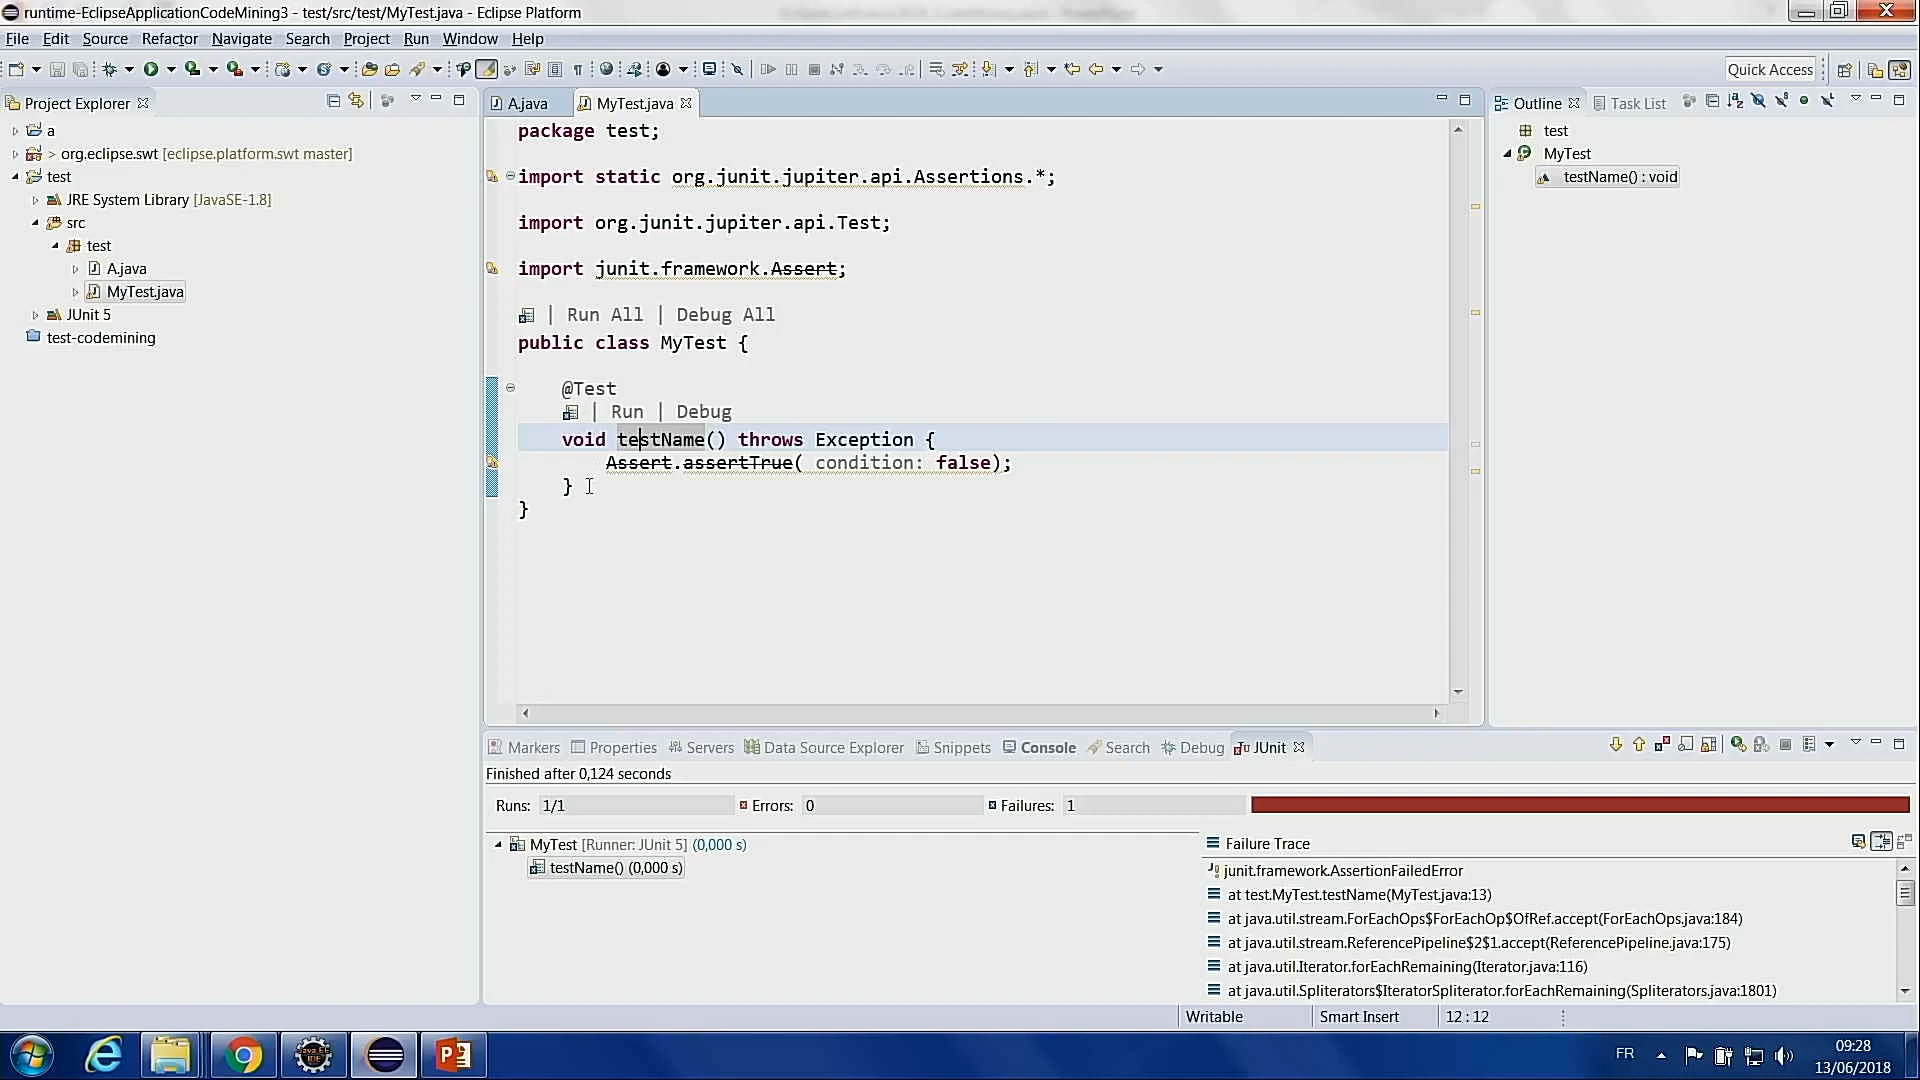 runtime-EclipseApplicationCodeMining3 - test/src/test/MyTest.java - Eclipse Platform
File Edit Source Refactor Navigate Search Project Run Window Help
Quick Access
Project Explorer
a
> org.eclipse.swt [eclipse.platform.swt master]
test
JRE System Library [JavaSE-1.8]
src
test
A.java
MyTest.java
JUnit 5
test-codemining
A.java MyTest.java
package test;
import static org.junit.jupiter.api.Assertions.*;
import org.junit.jupiter.api.Test;
import junit.framework.Assert;
| Run All | Debug All
public class MyTest {
@Test
| Run | Debug
void testName() throws Exception {
Assert.assertTrue( condition: false);
}
}
Outline Task List
test
MyTest
testName() : void
Markers Properties Servers Data Source Explorer Snippets Console Search Debug JUnit
Finished after 0,124 seconds
Runs: 1/1 Errors: 0 Failures: 1
MyTest [Runner: JUnit 5] (0,000 s)
testName() (0,000 s)
Failure Trace
junit.framework.AssertionFailedError
at test.MyTest.testName(MyTest.java:13)
at java.util.stream.ForEachOps$ForEachOp$OfRef.accept(ForEachOps.java:184)
at java.util.stream.ReferencePipeline$2$1.accept(ReferencePipeline.java:175)
at java.util.Iterator.forEachRemaining(Iterator.java:116)
at java.util.Spliterators$IteratorSpliterator.forEachRemaining(Spliterators.java:1801)
Writable Smart Insert 12 : 12
Java EE
IDE
FR
09:28
13/06/2018